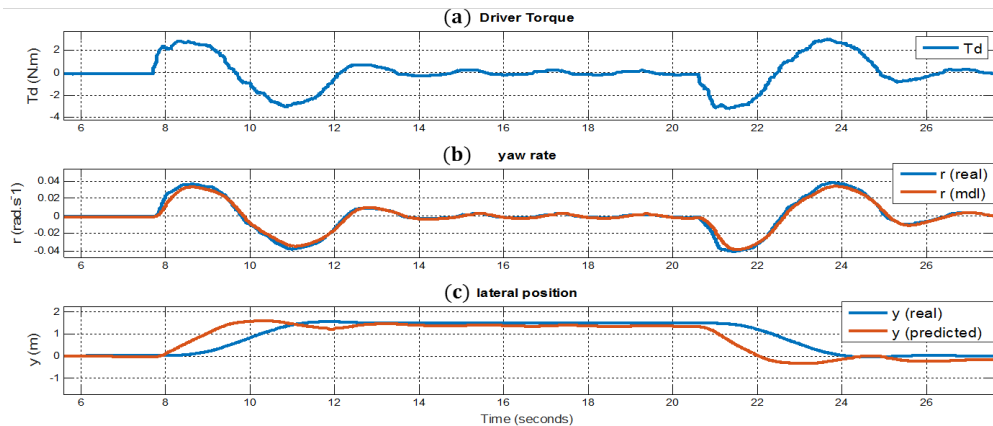 (a) Driver Torque
Td (N.m)
2
0
-2
-4
Td
6 8 10 12 14 16 18 20 22 24 26
(b) yaw rate
r (rad.s-1)
0.04
0.02
0
-0.02
-0.04
r (real)
r (mdl)
6 8 10 12 14 16 18 20 22 24 26
(c) lateral position
y (m)
2
1
0
-1
y (real)
y (predicted)
6 8 10 12 14 16 18 20 22 24 26
Time (seconds)